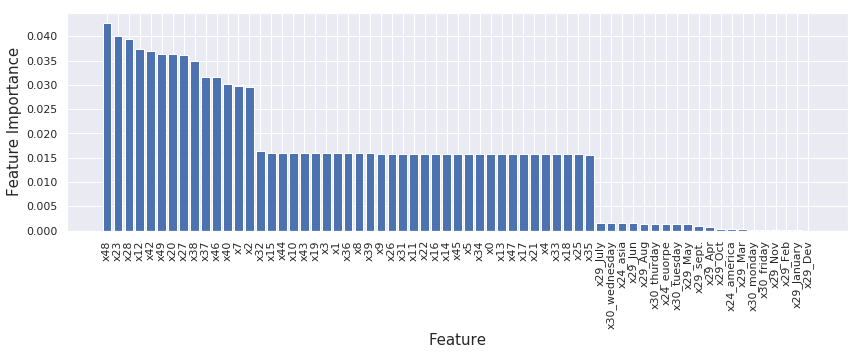 Feature Importance
0.040
0.035
0.030
0.025
0.020
0.015
0.010
0.005
0.000
x48
x23
x28
x12
x42
x49
x20
x27
x38
x37
x46
x40
x7
x2
x32
x15
x44
x10
x43
x19
x3
x1
x36
x8
x39
x9
x26
x31
x11
x22
x16
x14
x45
x5
x34
x0
x13
x47
x17
x21
x4
x33
x18
x25
x35
x29_July
x30_wednesday
x24_asia
x29_Jun
x29_Aug
x30_thurday
x24_euorpe
x30_tuesday
x29_May
x29_sept.
x29_Apr
x29_Oct
x24_america
x29_Mar
x30_monday
x30_friday
x29_Nov
x29_Feb
x29_January
x29_Dev
Feature